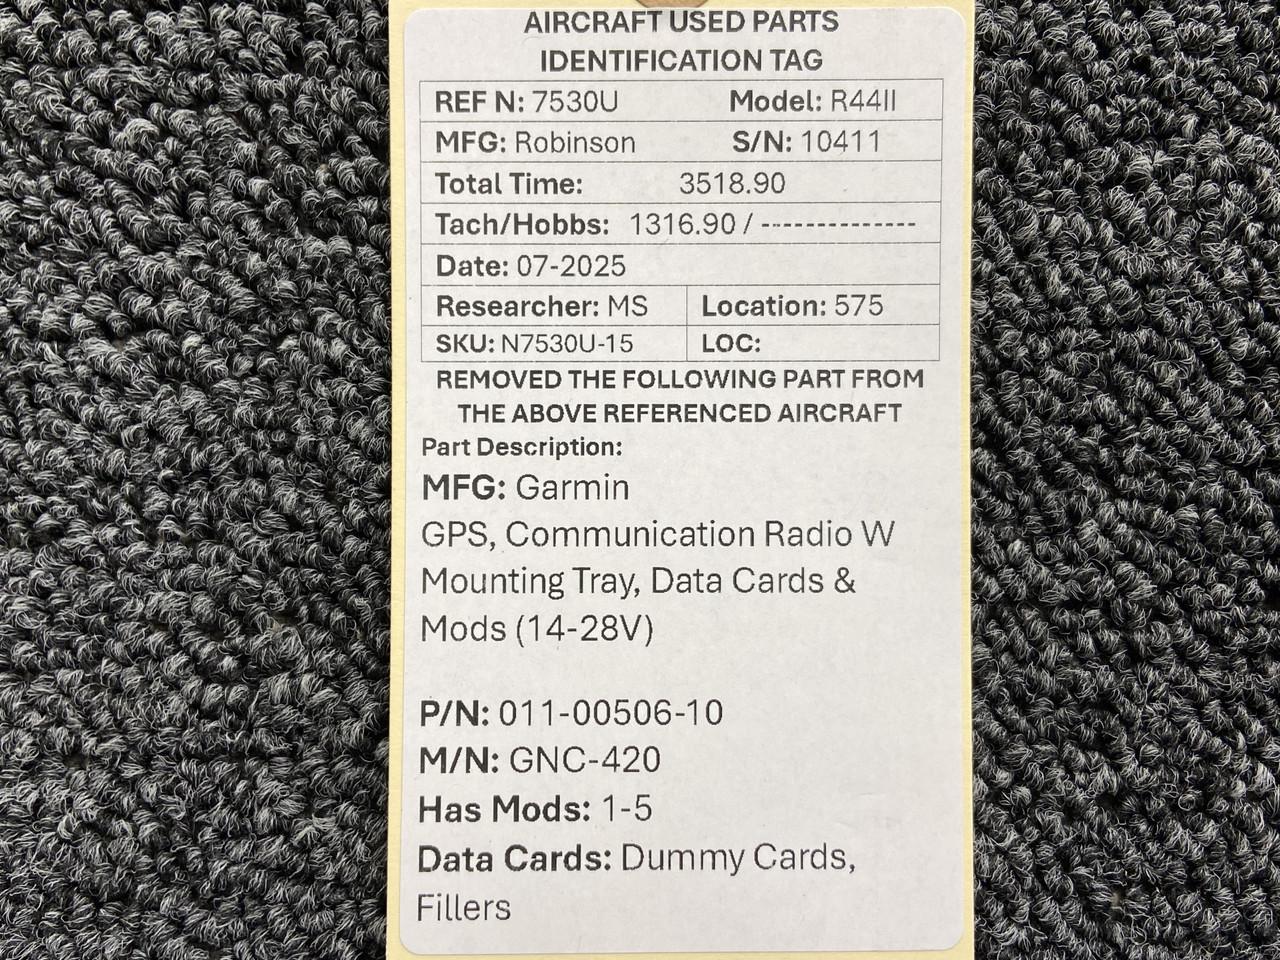 AIRCRAFT USED PARTS
IDENTIFICATION TAG
REF N: 7530U Model: R44II
MFG: Robinson S/N: 10411
Total Time: 3518.90
Tach/Hobbs: 1316.90 / --------------
Date: 07-2025
Researcher: MS Location: 575
SKU: N7530U-15 LOC:
REMOVED THE FOLLOWING PART FROM
THE ABOVE REFERENCED AIRCRAFT
Part Description:
MFG: Garmin
GPS, Communication Radio W
Mounting Tray, Data Cards &
Mods (14-28V)
P/N: 011-00506-10
M/N: GNC-420
Has Mods: 1-5
Data Cards: Dummy Cards,
Fillers